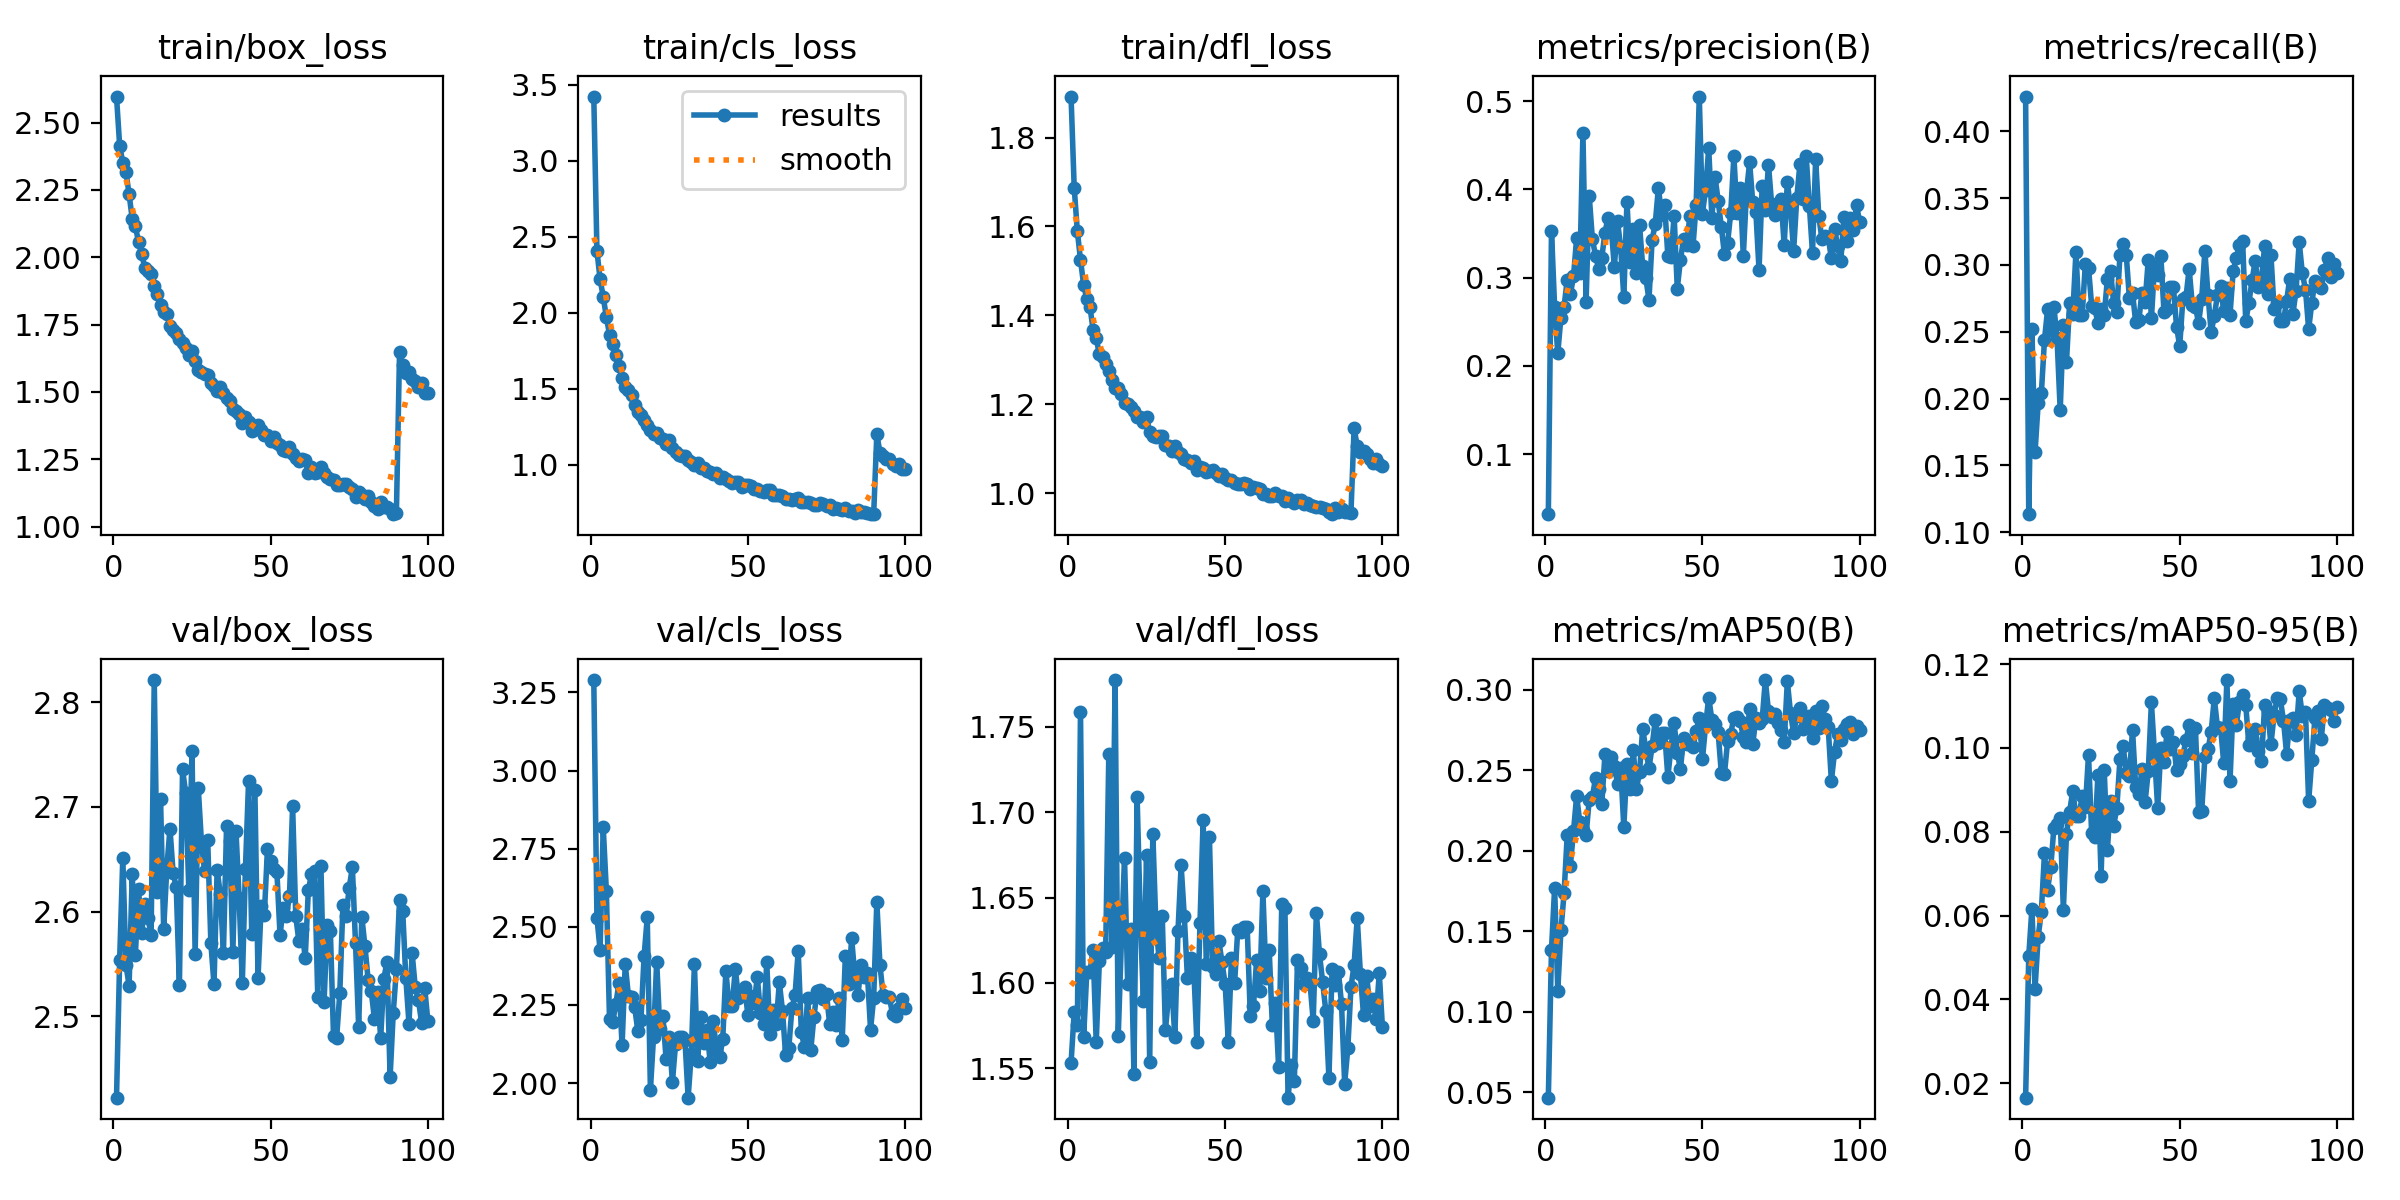 train/box_loss
2.50
2.25
2.00
1.75
1.50
1.25
1.00
0 50 100
train/cls_loss
3.5
3.0
2.5
2.0
1.5
1.0
results
smooth
0 50 100
train/dfl_loss
1.8
1.6
1.4
1.2
1.0
0 50 100
metrics/precision(B)
0.5
0.4
0.3
0.2
0.1
0 50 100
metrics/recall(B)
0.40
0.35
0.30
0.25
0.20
0.15
0.10
0 50 100
val/box_loss
2.8
2.7
2.6
2.5
0 50 100
val/cls_loss
3.25
3.00
2.75
2.50
2.25
2.00
0 50 100
val/dfl_loss
1.75
1.70
1.65
1.60
1.55
0 50 100
metrics/mAP50(B)
0.30
0.25
0.20
0.15
0.10
0.05
0 50 100
metrics/mAP50-95(B)
0.12
0.10
0.08
0.06
0.04
0.02
0 50 100